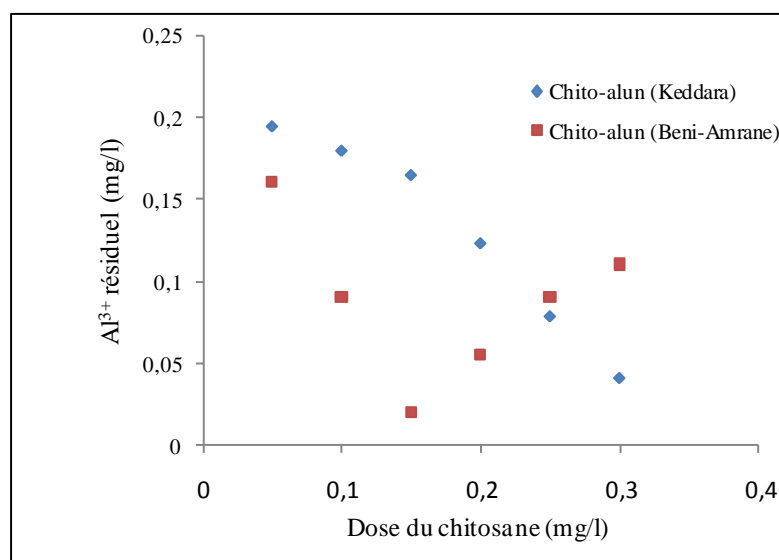 0,25
Chito-alun (Keddara)
0,2
Chito-alun (Beni-Amrane)
0,15
0,1
0,05
0
Al³⁺ résiduel (mg/l)
0 0,1 0,2 0,3 0,4
Dose du chitosane (mg/l)